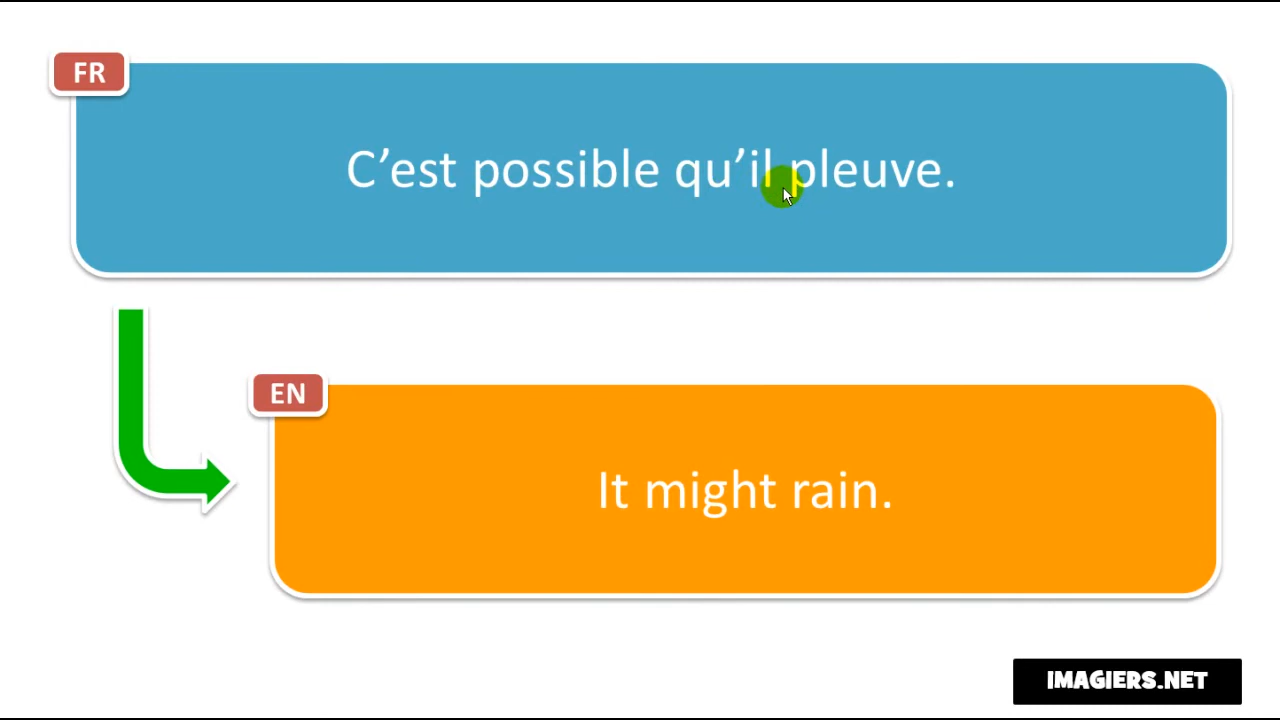 FR
C’est possible qu’il pleuve.
EN
It might rain.
IMAGIERS.NET